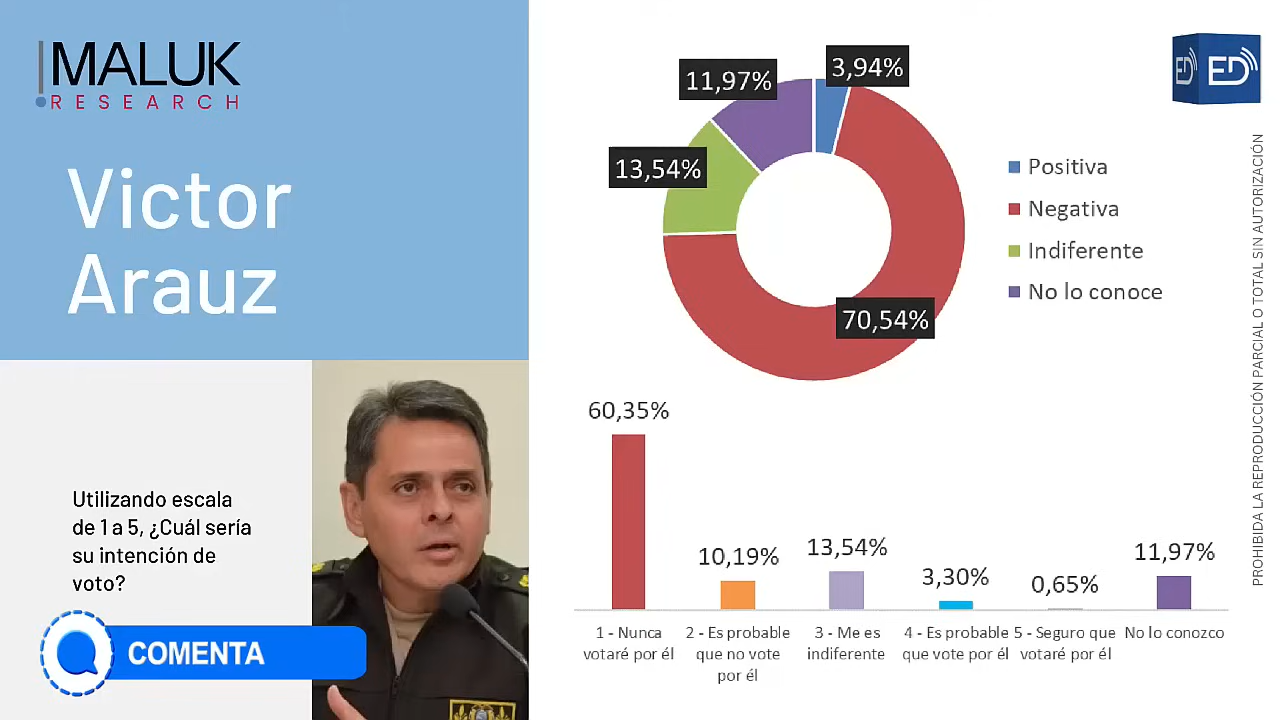 MALUK
RESEARCH
Victor
Arauz
Utilizando escala
de 1 a 5, ¿Cuál sería
su intención de
voto?
COMENTA
11,97%
3,94%
13,54%
70,54%
Positiva
Negativa
Indiferente
No lo conoce
60,35%
10,19%
13,54%
3,30%
0,65%
11,97%
1 - Nunca
votaré por él
2 - Es probable
que no vote
por él
3 - Me es
indiferente
4 - Es probable
que vote por él
5 - Seguro que
votaré por él
No lo conozco
ED
ED
PROHIBIDA LA REPRODUCCIÓN PARCIAL O TOTAL SIN AUTORIZACIÓN